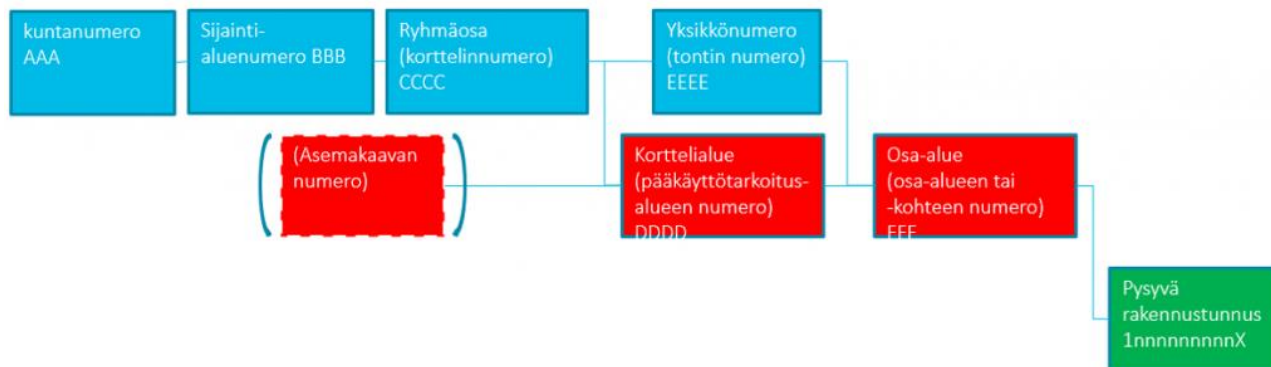 kuntanumero
AAA
Sijainti-
aluenumero BBB
Ryhmäosa
(korttelinnumero)
CCCC
Yksikkönumero
(tontin numero)
EEEE
(Asemakaavan
numero)
Korttelialue
(pääkäyttötarkoitus-
alueen numero)
DDDD
Osa-alue
(osa-alueen tai
-kohteen numero)
FFF
Pysyvä
rakennustunnus
1nnnnnnnnnX